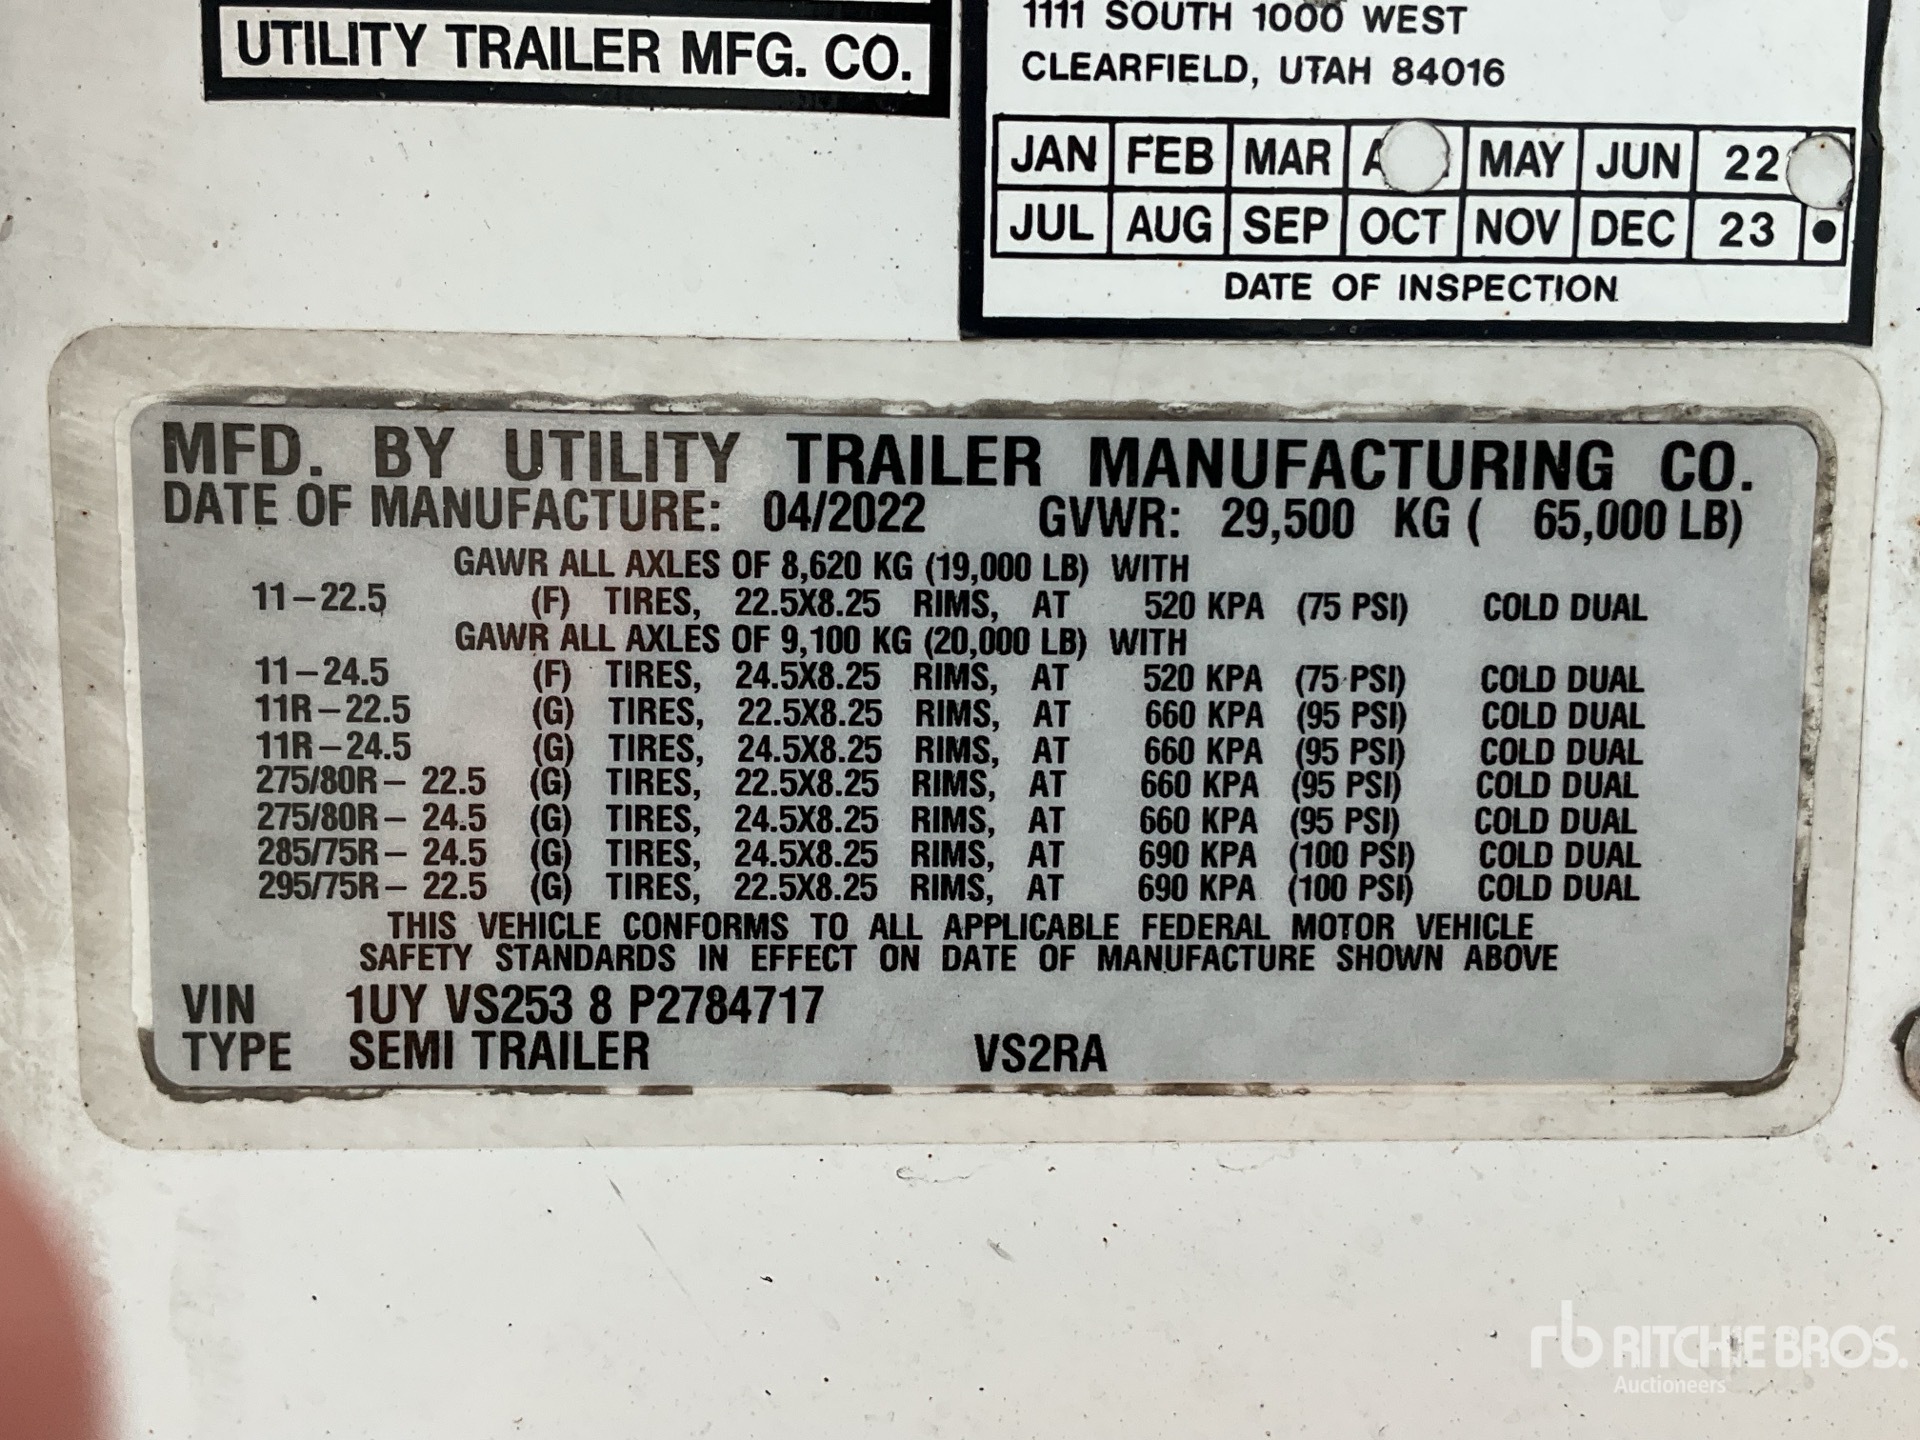 UTILITY TRAILER MFG. CO.
1111 SOUTH 1000 WEST
CLEARFIELD, UTAH 84016
JAN FEB MAR MAY JUN 22
JUL AUG SEP OCT NOV DEC 23
DATE OF INSPECTION
MFD. BY UTILITY TRAILER MANUFACTURING CO.
DATE OF MANUFACTURE: 04/2022 GVWR: 29,500 KG ( 65,000 LB)
GAWR ALL AXLES OF 8,620 KG (19,000 LB) WITH
11-22.5 (F) TIRES, 22.5X8.25 RIMS, AT 520 KPA (75 PSI) COLD DUAL
GAWR ALL AXLES OF 9,100 KG (20,000 LB) WITH
11-24.5 (F) TIRES, 24.5X8.25 RIMS, AT 520 KPA (75 PSI) COLD DUAL
11R-22.5 (G) TIRES, 22.5X8.25 RIMS, AT 660 KPA (95 PSI) COLD DUAL
11R-24.5 (G) TIRES, 24.5X8.25 RIMS, AT 660 KPA (95 PSI) COLD DUAL
275/80R- 22.5 (G) TIRES, 22.5X8.25 RIMS, AT 660 KPA (95 PSI) COLD DUAL
275/80R- 24.5 (G) TIRES, 24.5X8.25 RIMS, AT 660 KPA (95 PSI) COLD DUAL
285/75R- 24.5 (G) TIRES, 24.5X8.25 RIMS, AT 690 KPA (100 PSI) COLD DUAL
295/75R- 22.5 (G) TIRES, 22.5X8.25 RIMS, AT 690 KPA (100 PSI) COLD DUAL
THIS VEHICLE CONFORMS TO ALL APPLICABLE FEDERAL MOTOR VEHICLE
SAFETY STANDARDS IN EFFECT ON DATE OF MANUFACTURE SHOWN ABOVE
VIN 1UY VS253 8 P2784717
TYPE SEMI TRAILER VS2RA
rb RITCHIE BROS.
Auctioneers